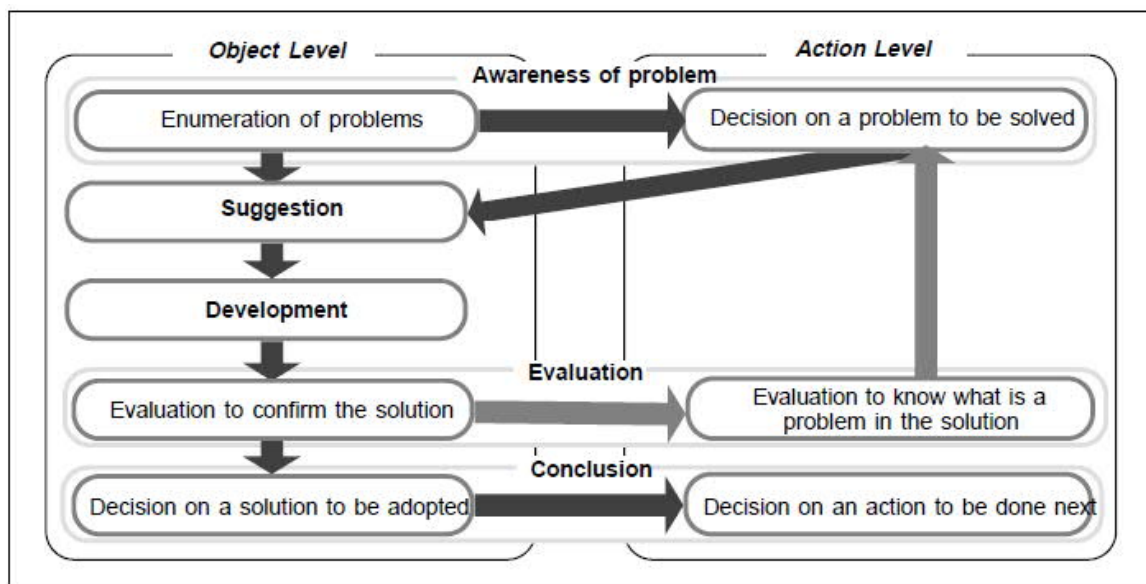 Object Level
Action Level
Awareness of problem
Enumeration of problems
Decision on a problem to be solved
Suggestion
Development
Evaluation
Evaluation to confirm the solution
Evaluation to know what is a
problem in the solution
Conclusion
Decision on a solution to be adopted
Decision on an action to be done next